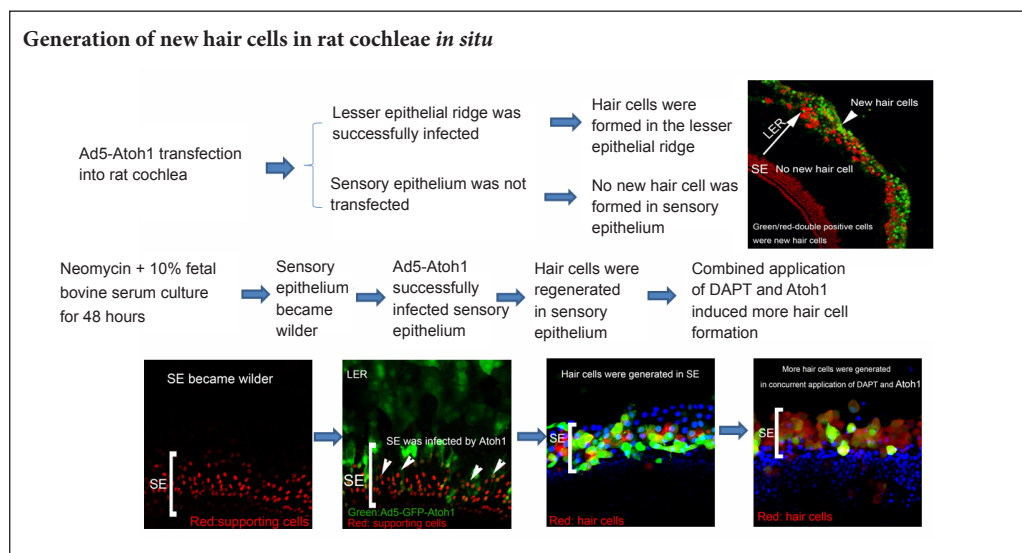 Generation of new hair cells in rat cochleae in situ
Ad5-Atoh1 transfection
into rat cochlea
Lesser epithelial ridge was
successfully infected
Hair cells were
formed in the lesser
epithelial ridge
Sensory epithelium was not
transfected
No new hair cell was
formed in sensory
epithelium
New hair cells
LER
SE
No new hair cell
Green/red-double positive cells
were new hair cells
Neomycin + 10% fetal
bovine serum culture
for 48 hours
Sensory
epithelium
became
wilder
Ad5-Atoh1
successfully
infected sensory
epithelium
Hair cells were
regenerated
in sensory
epithelium
Combined application
of DAPT and Atoh1
induced more hair cell
formation
SE became wilder
SE
Red:supporting cells
LER
SE was infected by Atoh1
SE
Green:Ad5-GFP-Atoh1
Red: supporting cells
Hair cells were generated in SE
SE
Red: hair cells
More hair cells were generated
in concurrent application of DAPT and Atoh1
SE
Red: hair cells